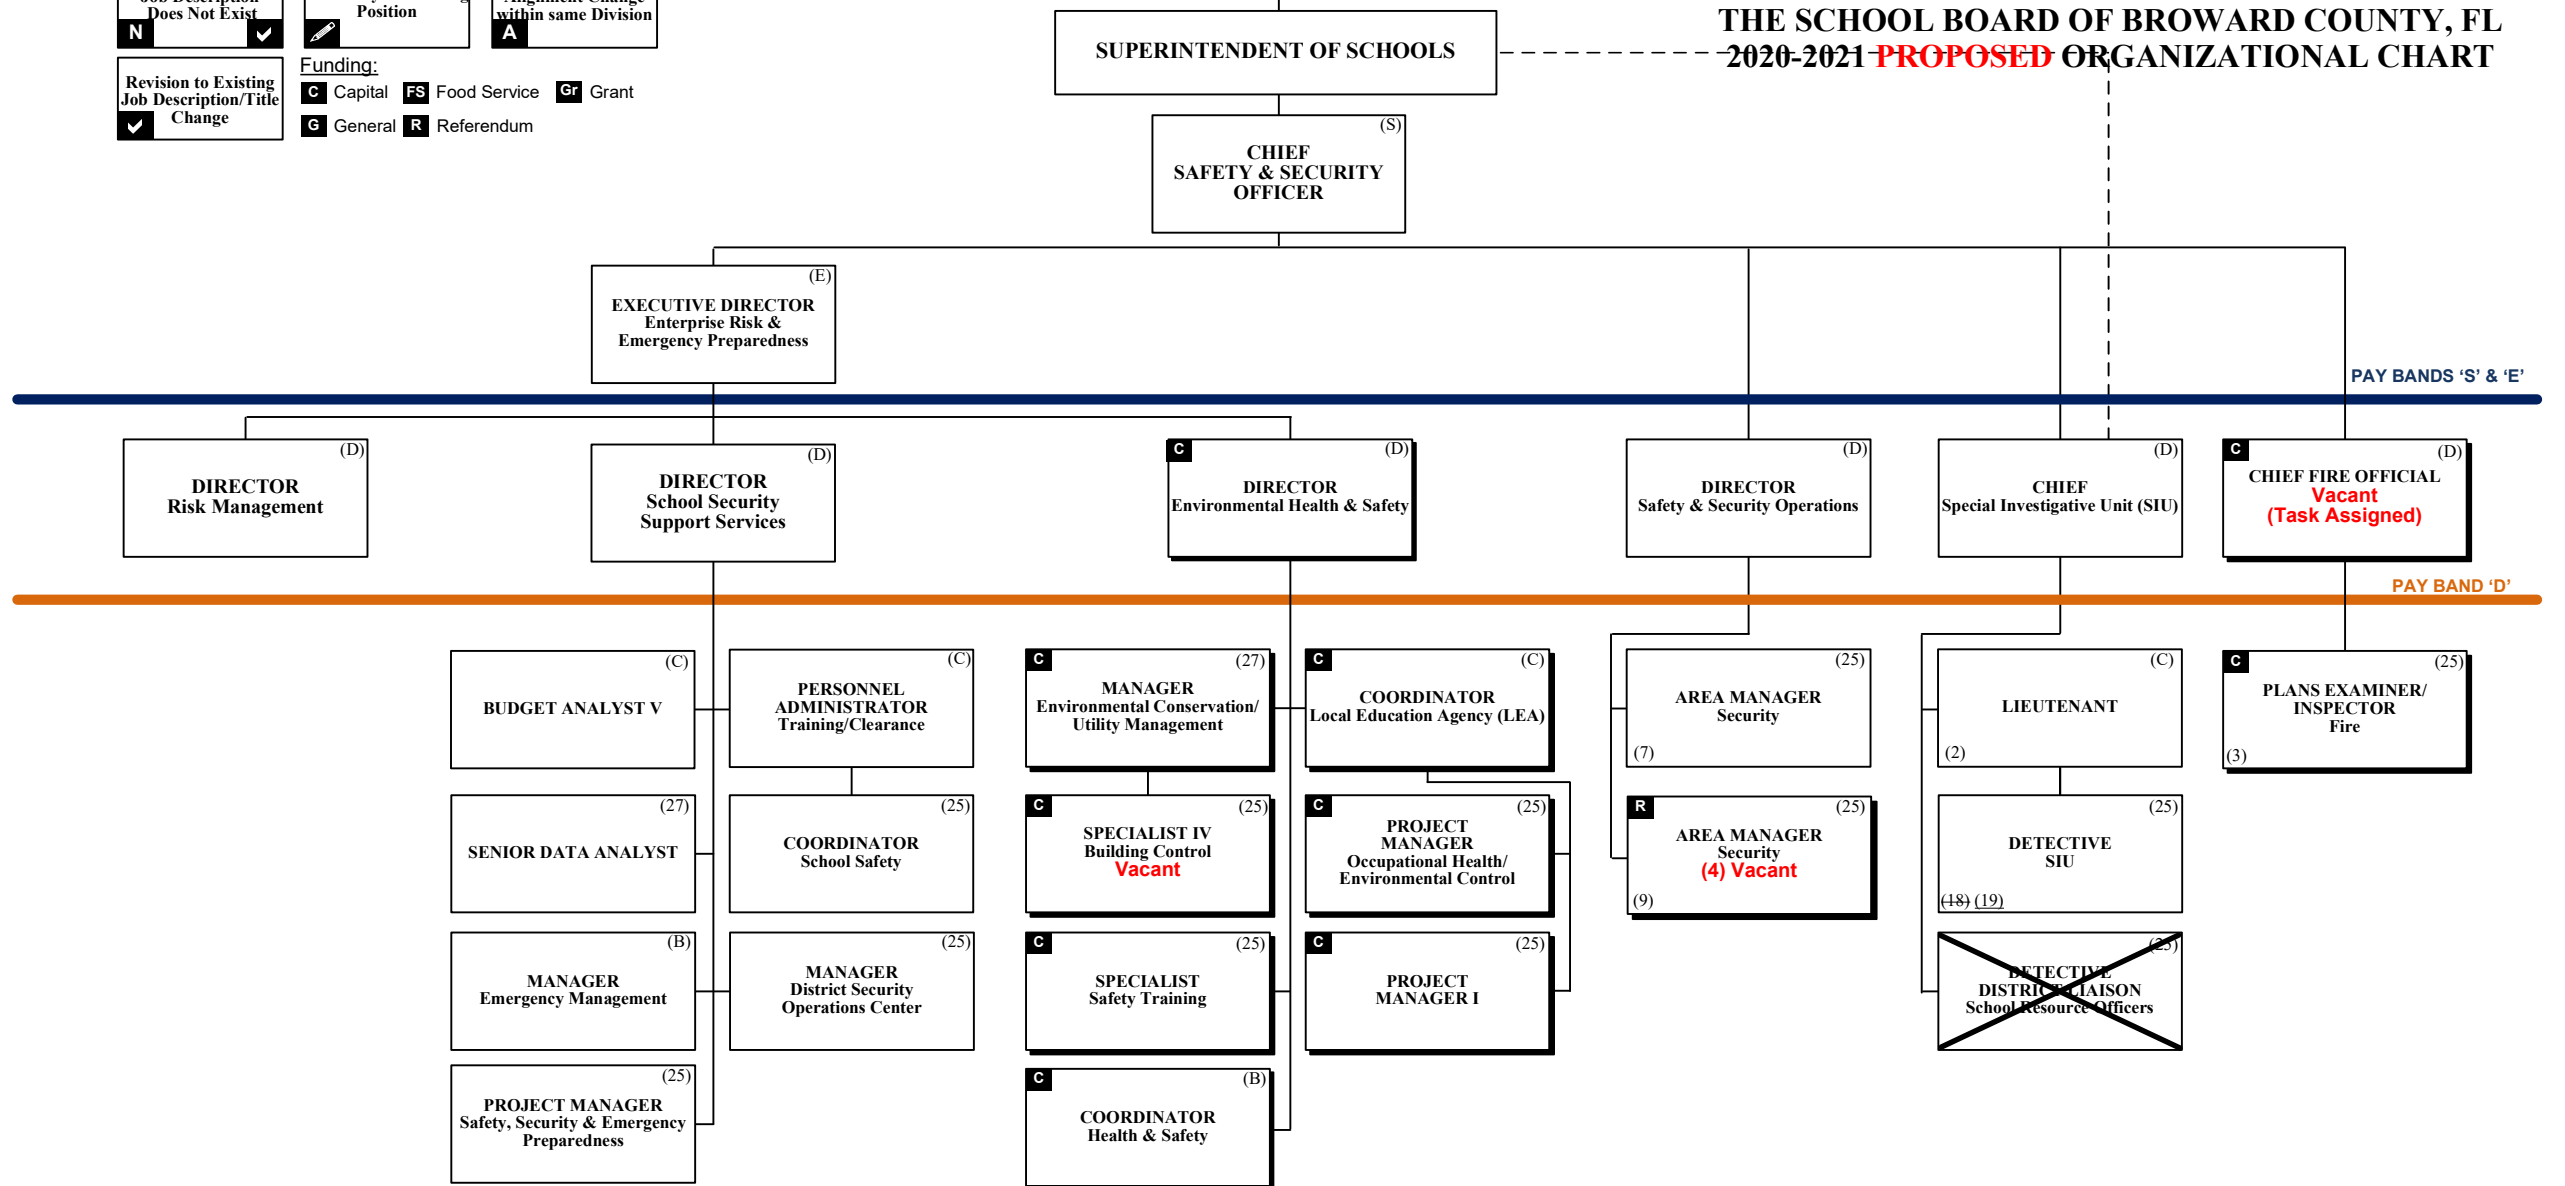 Does Not Exist
N
Position
within same Division
A
Revision to Existing
Job Description/Title
Change
Funding:
C Capital FS Food Service Gr Grant
G General R Referendum
THE SCHOOL BOARD OF BROWARD COUNTY, FL
2020-2021 PROPOSED ORGANIZATIONAL CHART
SUPERINTENDENT OF SCHOOLS
(S)
CHIEF
SAFETY & SECURITY
OFFICER
(E)
EXECUTIVE DIRECTOR
Enterprise Risk &
Emergency Preparedness
PAY BANDS ‘S’ & ‘E’
(D)
DIRECTOR
Risk Management
(D)
DIRECTOR
School Security
Support Services
C (D)
DIRECTOR
Environmental Health & Safety
(D)
DIRECTOR
Safety & Security Operations
(D)
CHIEF
Special Investigative Unit (SIU)
C (D)
CHIEF FIRE OFFICIAL
Vacant
(Task Assigned)
PAY BAND ‘D’
(C)
BUDGET ANALYST V
(C)
PERSONNEL
ADMINISTRATOR
Training/Clearance
C (27)
MANAGER
Environmental Conservation/
Utility Management
C (C)
COORDINATOR
Local Education Agency (LEA)
(25)
AREA MANAGER
Security
(7)
(C)
LIEUTENANT
(2)
C (25)
PLANS EXAMINER/
INSPECTOR
Fire
(3)
(27)
SENIOR DATA ANALYST
(25)
COORDINATOR
School Safety
C (25)
SPECIALIST IV
Building Control
Vacant
C (25)
PROJECT
MANAGER
Occupational Health/
Environmental Control
R (25)
AREA MANAGER
Security
(4) Vacant
(9)
(25)
DETECTIVE
SIU
(18) (19)
(B)
MANAGER
Emergency Management
(25)
MANAGER
District Security
Operations Center
C (25)
SPECIALIST
Safety Training
C (25)
PROJECT
MANAGER I
(25)
DETECTIVE
DISTRICT LIAISON
School Resource Officers
(25)
PROJECT MANAGER
Safety, Security & Emergency
Preparedness
C (B)
COORDINATOR
Health & Safety